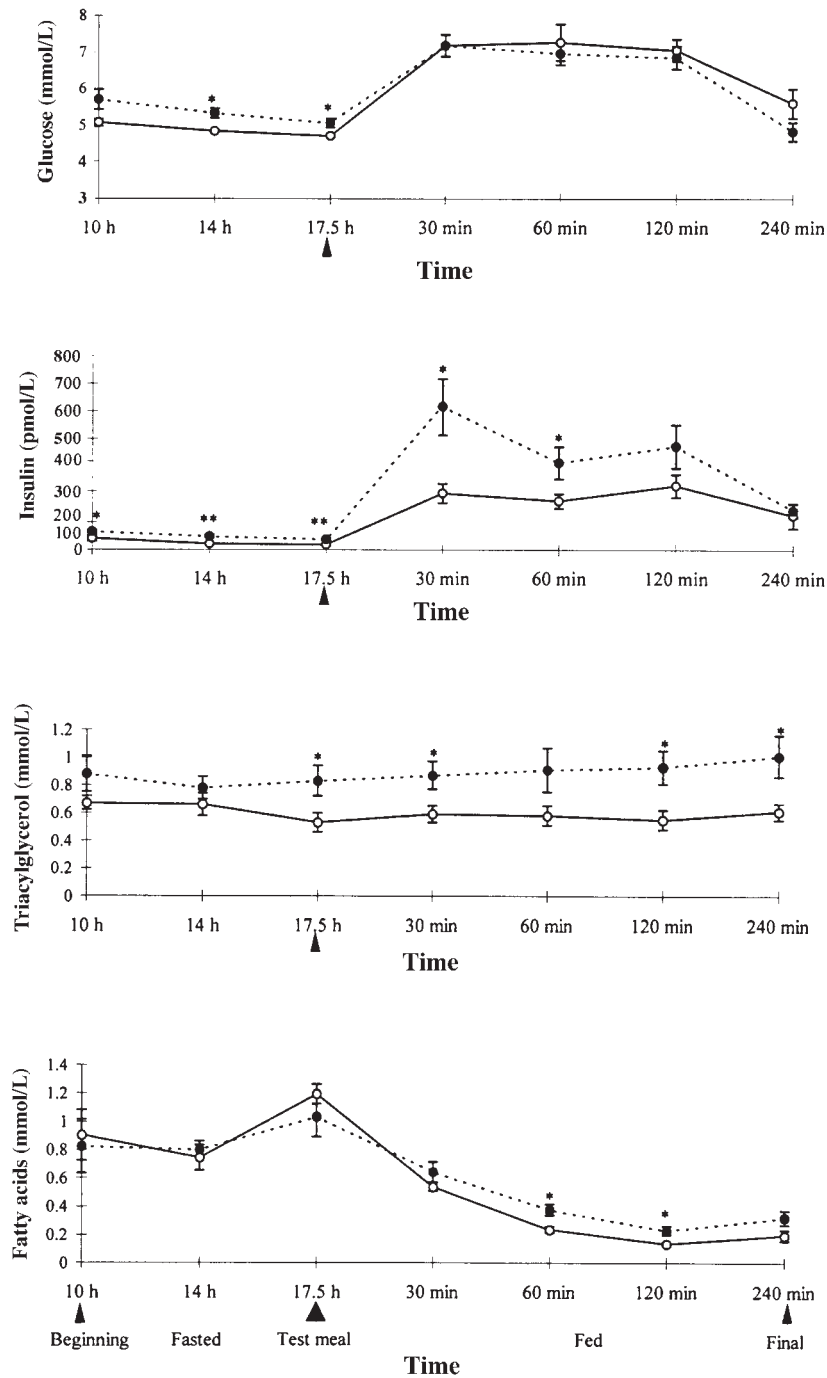 Glucose (mmol/L)
8
7
6
5
4
3
* *
10 h 14 h 17.5 h 30 min 60 min 120 min 240 min
Time
Insulin (pmol/L)
800
700
600
500
400
300
200
100
0
* ** ** * *
10 h 14 h 17.5 h 30 min 60 min 120 min 240 min
Time
Triacylglycerol (mmol/L)
1.2
1
0.8
0.6
0.4
0.2
0
* * * *
10 h 14 h 17.5 h 30 min 60 min 120 min 240 min
Time
Fatty acids (mmol/L)
1.4
1.2
1
0.8
0.6
0.4
0.2
0
* *
10 h 14 h 17.5 h 30 min 60 min 120 min 240 min
Beginning Fasted Test meal Fed Final
Time